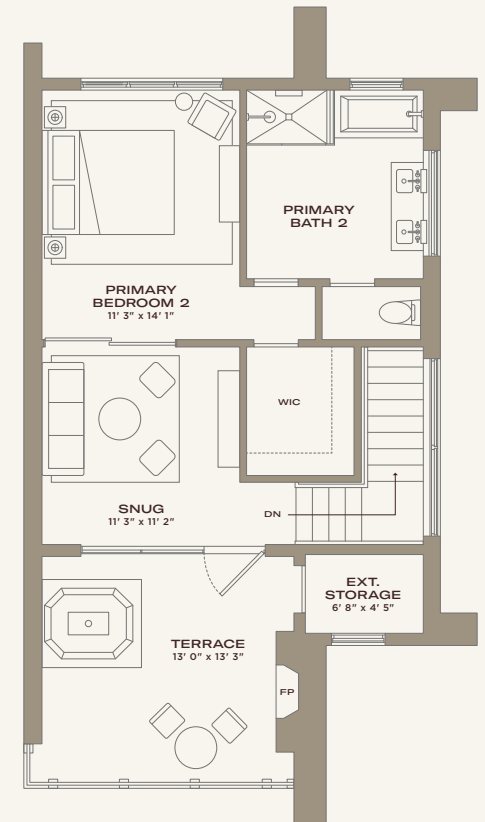 PRIMARY
BATH 2
PRIMARY
BEDROOM 2
11' 3" x 14' 1"
WIC
SNUG
11' 3" x 11' 2"
DN
EXT.
STORAGE
6' 8" x 4' 5"
TERRACE
13' 0" x 13' 3"
FP